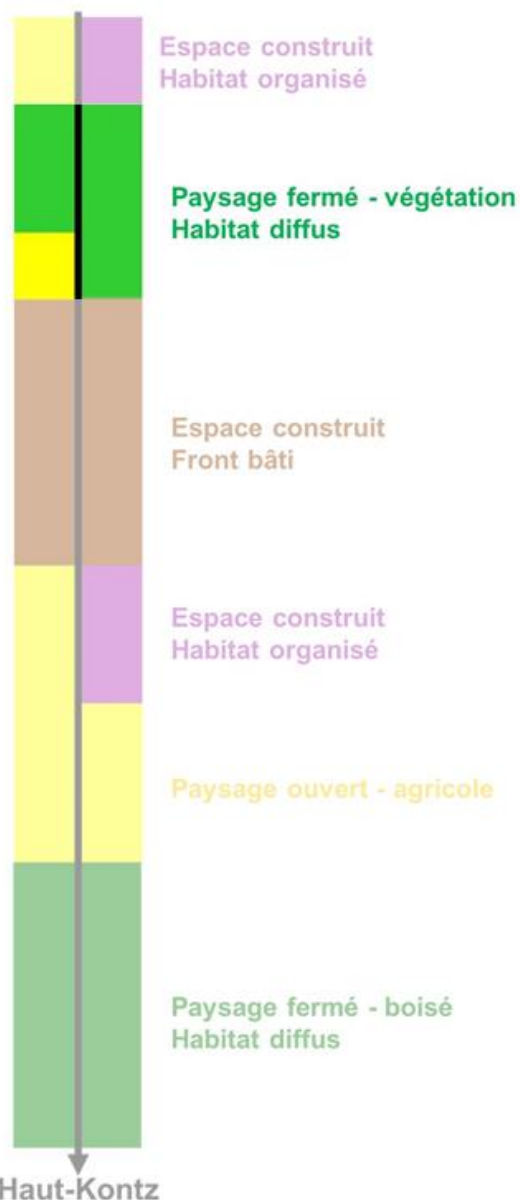 Espace construit
Habitat organisé
Paysage fermé - végétation
Habitat diffus
Espace construit
Front bâti
Espace construit
Habitat organisé
Paysage ouvert - agricole
Paysage fermé - boisé
Habitat diffus
Haut-Kontz